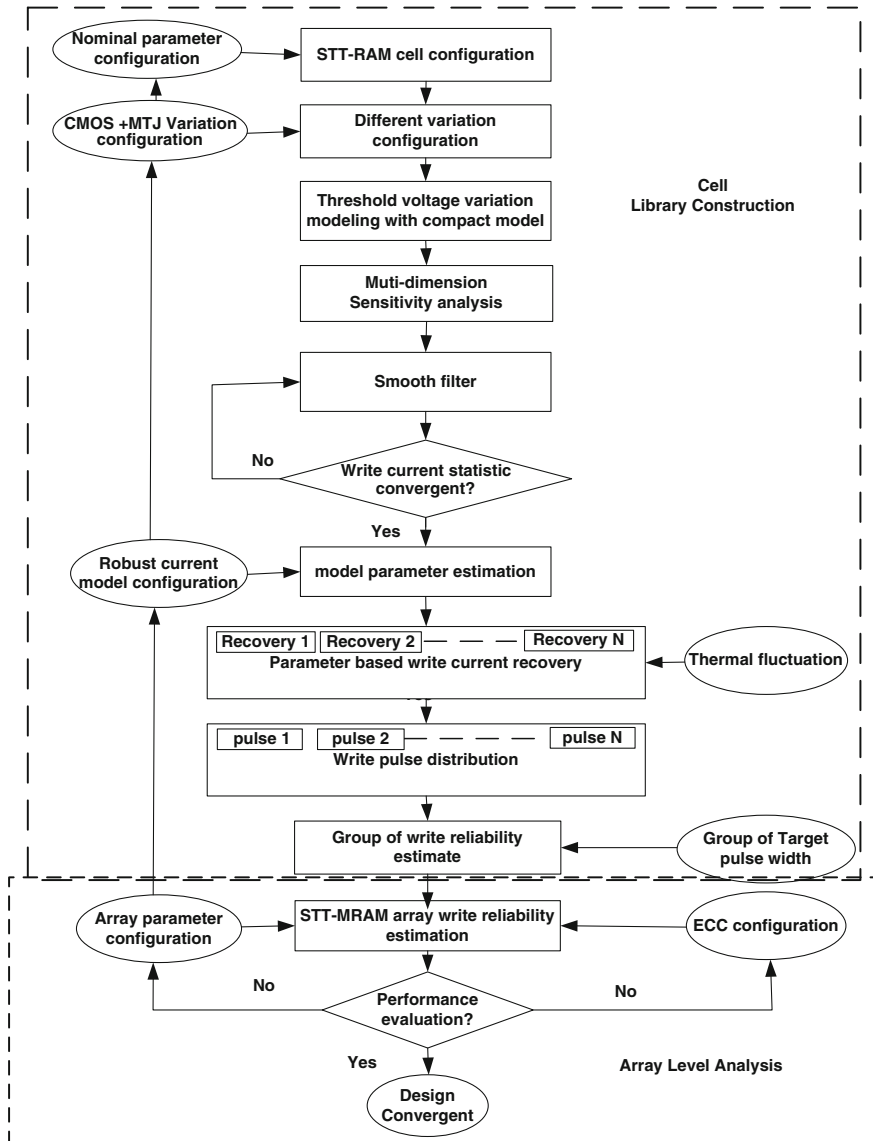 Nominal parameter
configuration
STT-RAM cell configuration
CMOS +MTJ Variation
configuration
Different variation
configuration
Threshold voltage variation
modeling with compact model
Cell
Library Construction
Muti-dimension
Sensitivity analysis
Smooth filter
No
Write current statistic
convergent?
Yes
Robust current
model configuration
model parameter estimation
Recovery 1
Recovery 2
Recovery N
Parameter based write current recovery
Thermal fluctuation
pulse 1
pulse 2
pulse N
Write pulse distribution
Group of write reliability
estimate
Group of Target
pulse width
Array parameter
configuration
STT-MRAM array write reliability
estimation
ECC configuration
No
Performance
evaluation?
No
Yes
Array Level Analysis
Design
Convergent